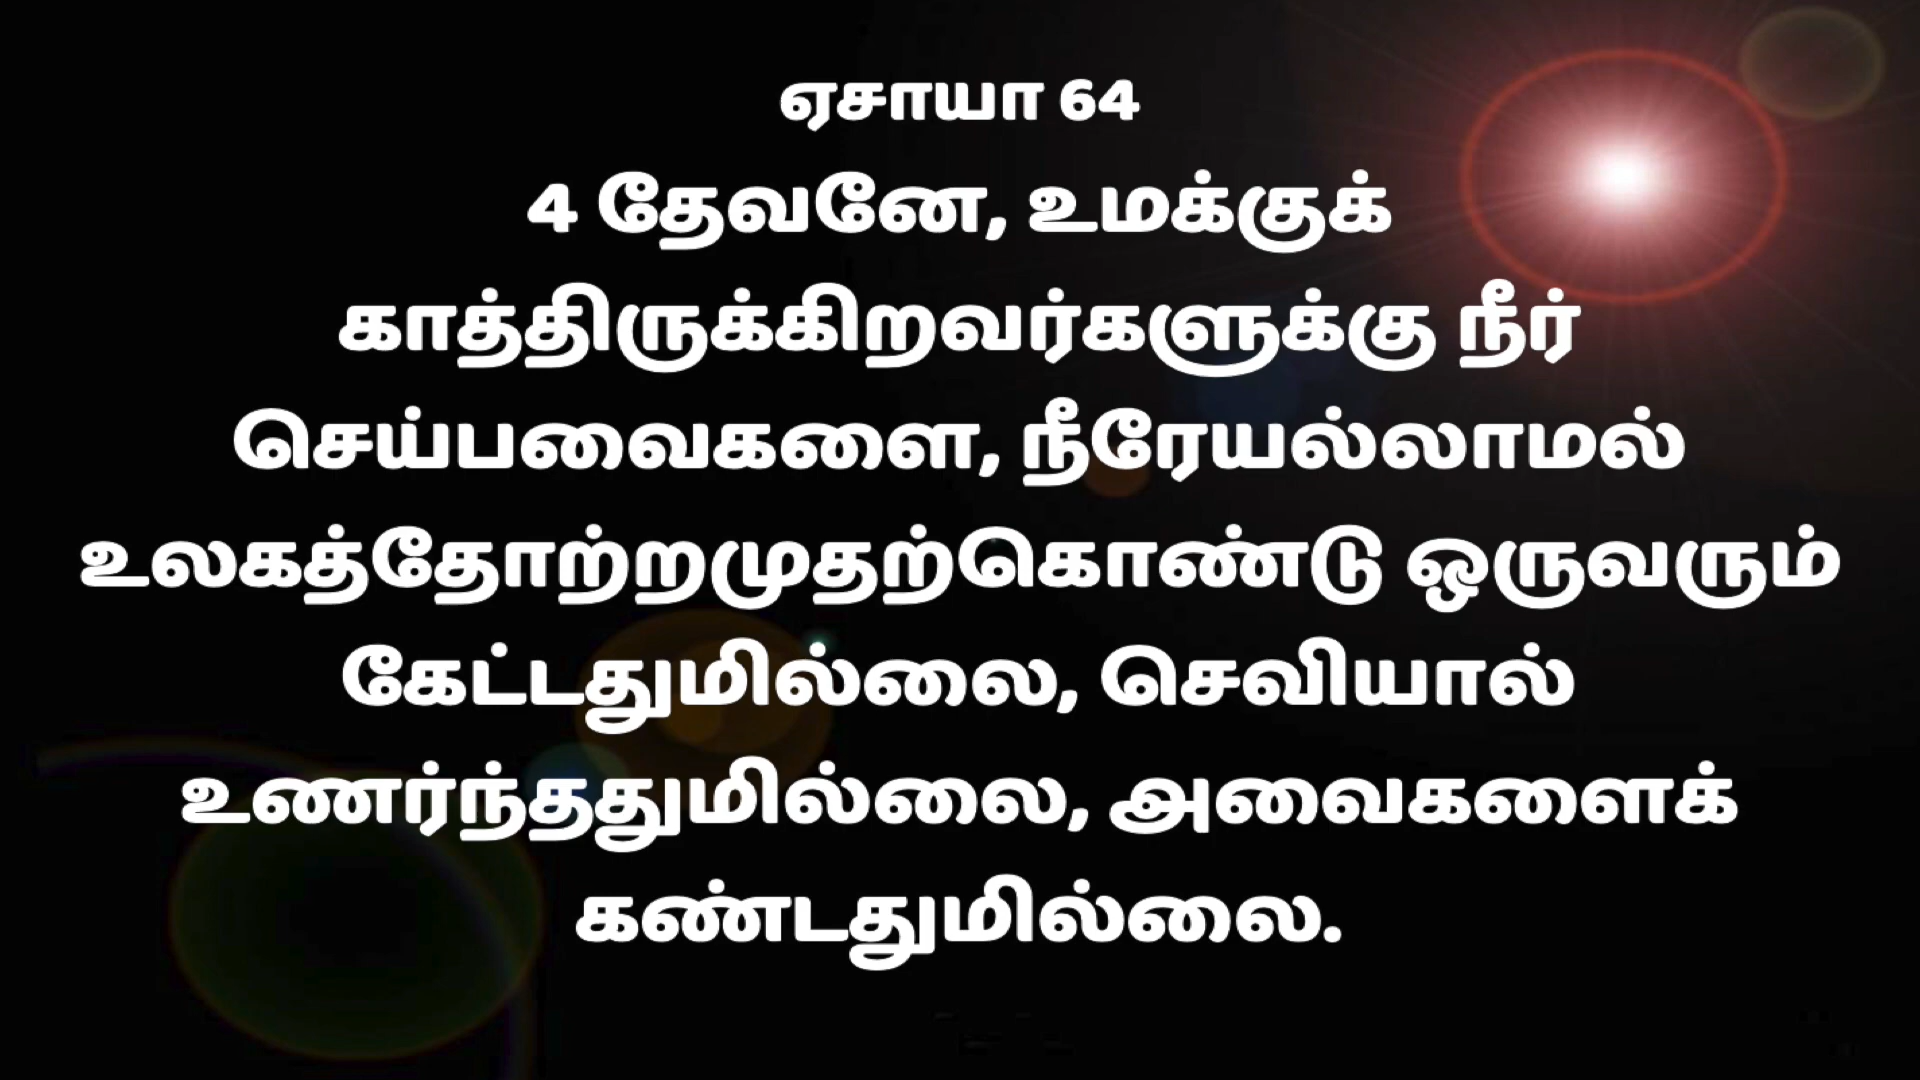 ஏசாயா 64
4 தேவனே, உமக்குக்
காத்திருக்கிறவர்களுக்கு நீர்
செய்பவைகளை, நீரேயல்லாமல்
உலகத்தோற்றமுதற்கொண்டு ஒருவரும்
கேட்டதுமில்லை, செவியால்
உணர்ந்ததுமில்லை, அவைகளைக்
கண்டதுமில்லை.